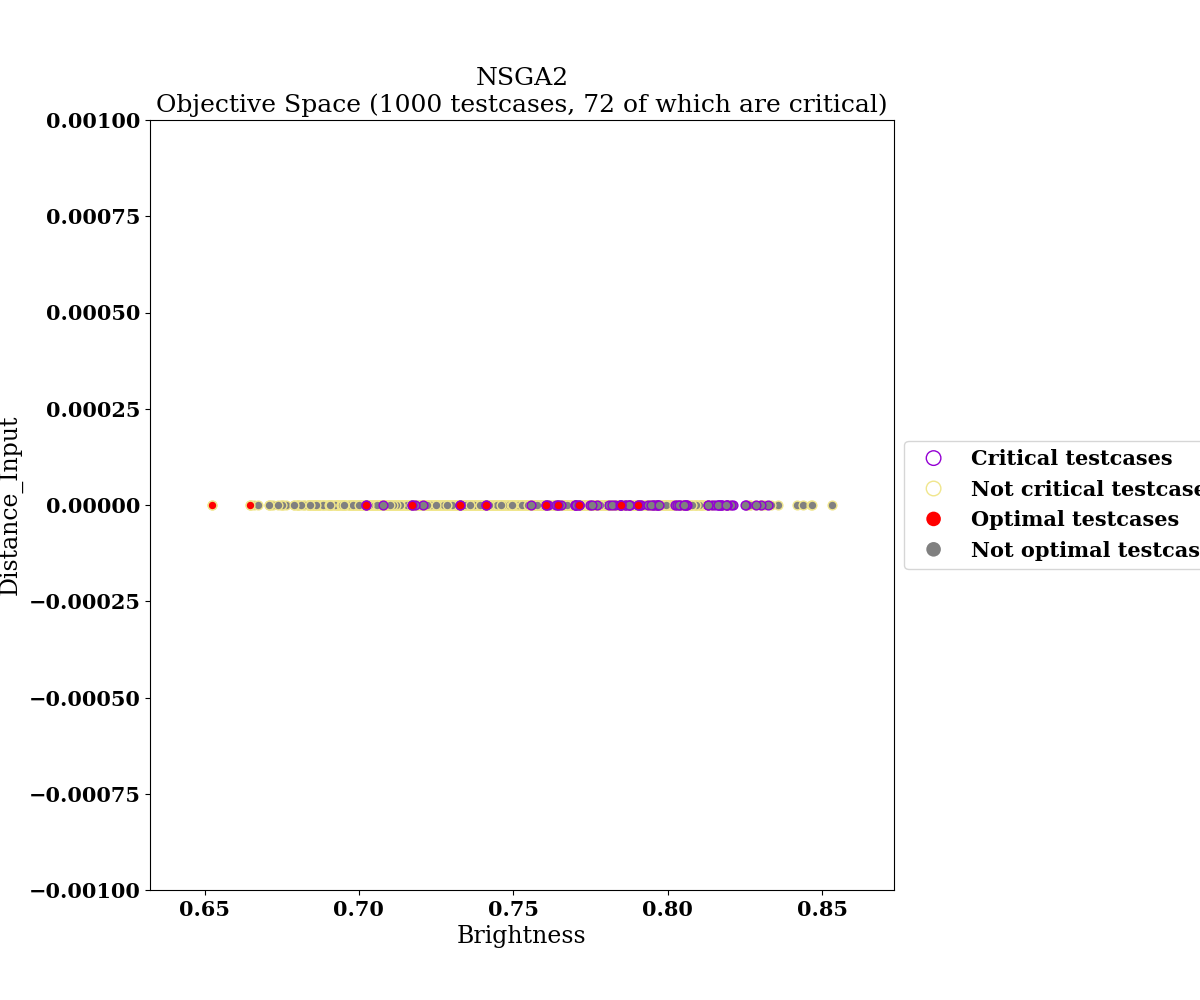 NSGA2
Objective Space (1000 testcases, 72 of which are critical)
0.00100
0.00075
0.00050
0.00025
0.00000
−0.00025
−0.00050
−0.00075
−0.00100
Distance_Input
0.65 0.70 0.75 0.80 0.85
Brightness
Critical testcases
Not critical testcase
Optimal testcases
Not optimal testcas